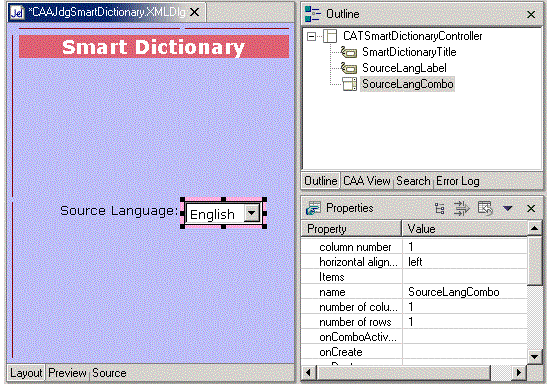 *CAAJdgSmartDictionary.XMLDlg
Smart Dictionary
Source Language:
English
Layout Preview Source
Outline
CATSmartDictionaryController
SmartDictionaryTitle
SourceLangLabel
SourceLangCombo
Outline CAA View Search Error Log
Properties
Property Value
column number 1
horizontal align... left
Items
name SourceLangCombo
number of colu... 1
number of rows 1
onComboActiv...
onCreate